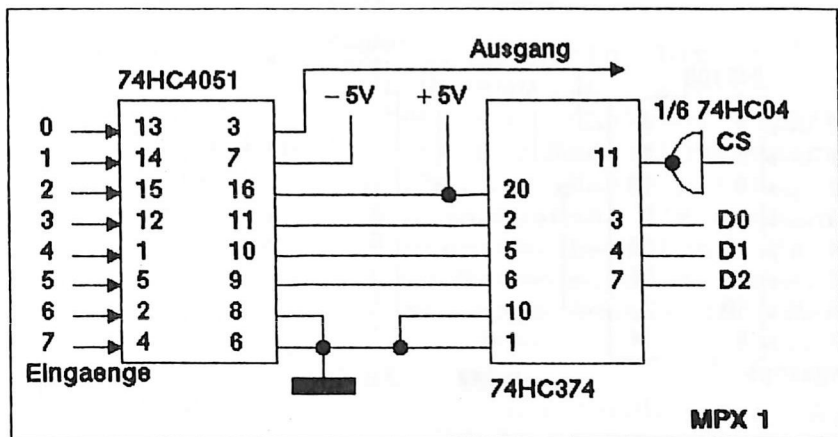 Ausgang
74HC4051
– 5V
+ 5V
1/6 74HC04
CS
0 13 3
1 14 7 11
2 15 16 20
3 12 11 2 3 D0
4 1 10 5 4 D1
5 5 9 6 7 D2
6 2 8 10
7 4 6 1
Eingaenge
74HC374
MPX 1